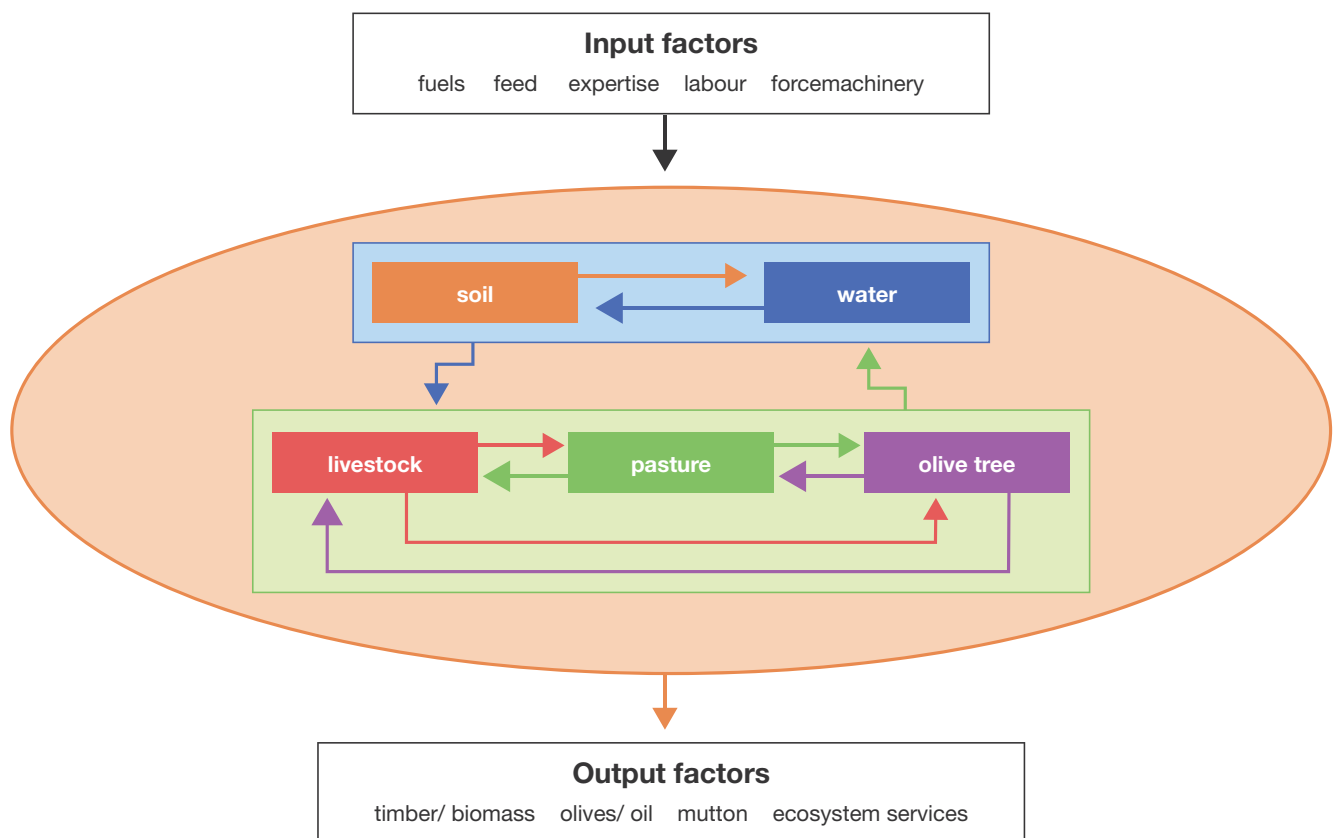 Input factors
fuels feed expertise labour forcemachinery
soil water
livestock pasture olive tree
Output factors
timber/ biomass olives/ oil mutton ecosystem services